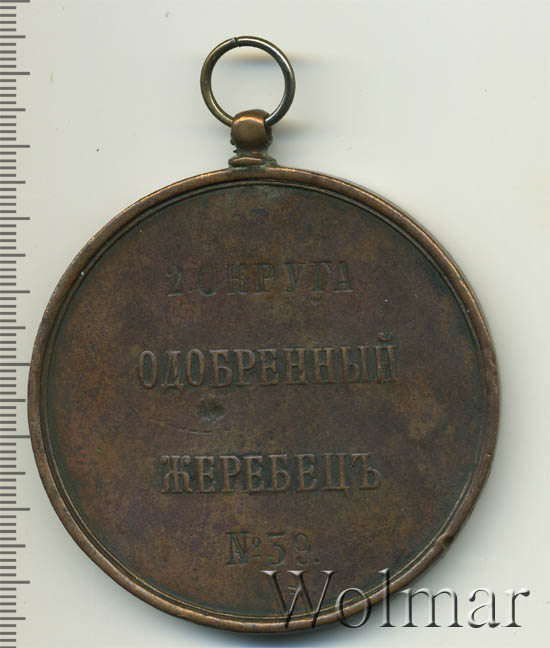 2 ОКРУГА
ОДОБРЕННЫЙ
ЖЕРЕБЕЦЪ
№ 39.
Wolmar